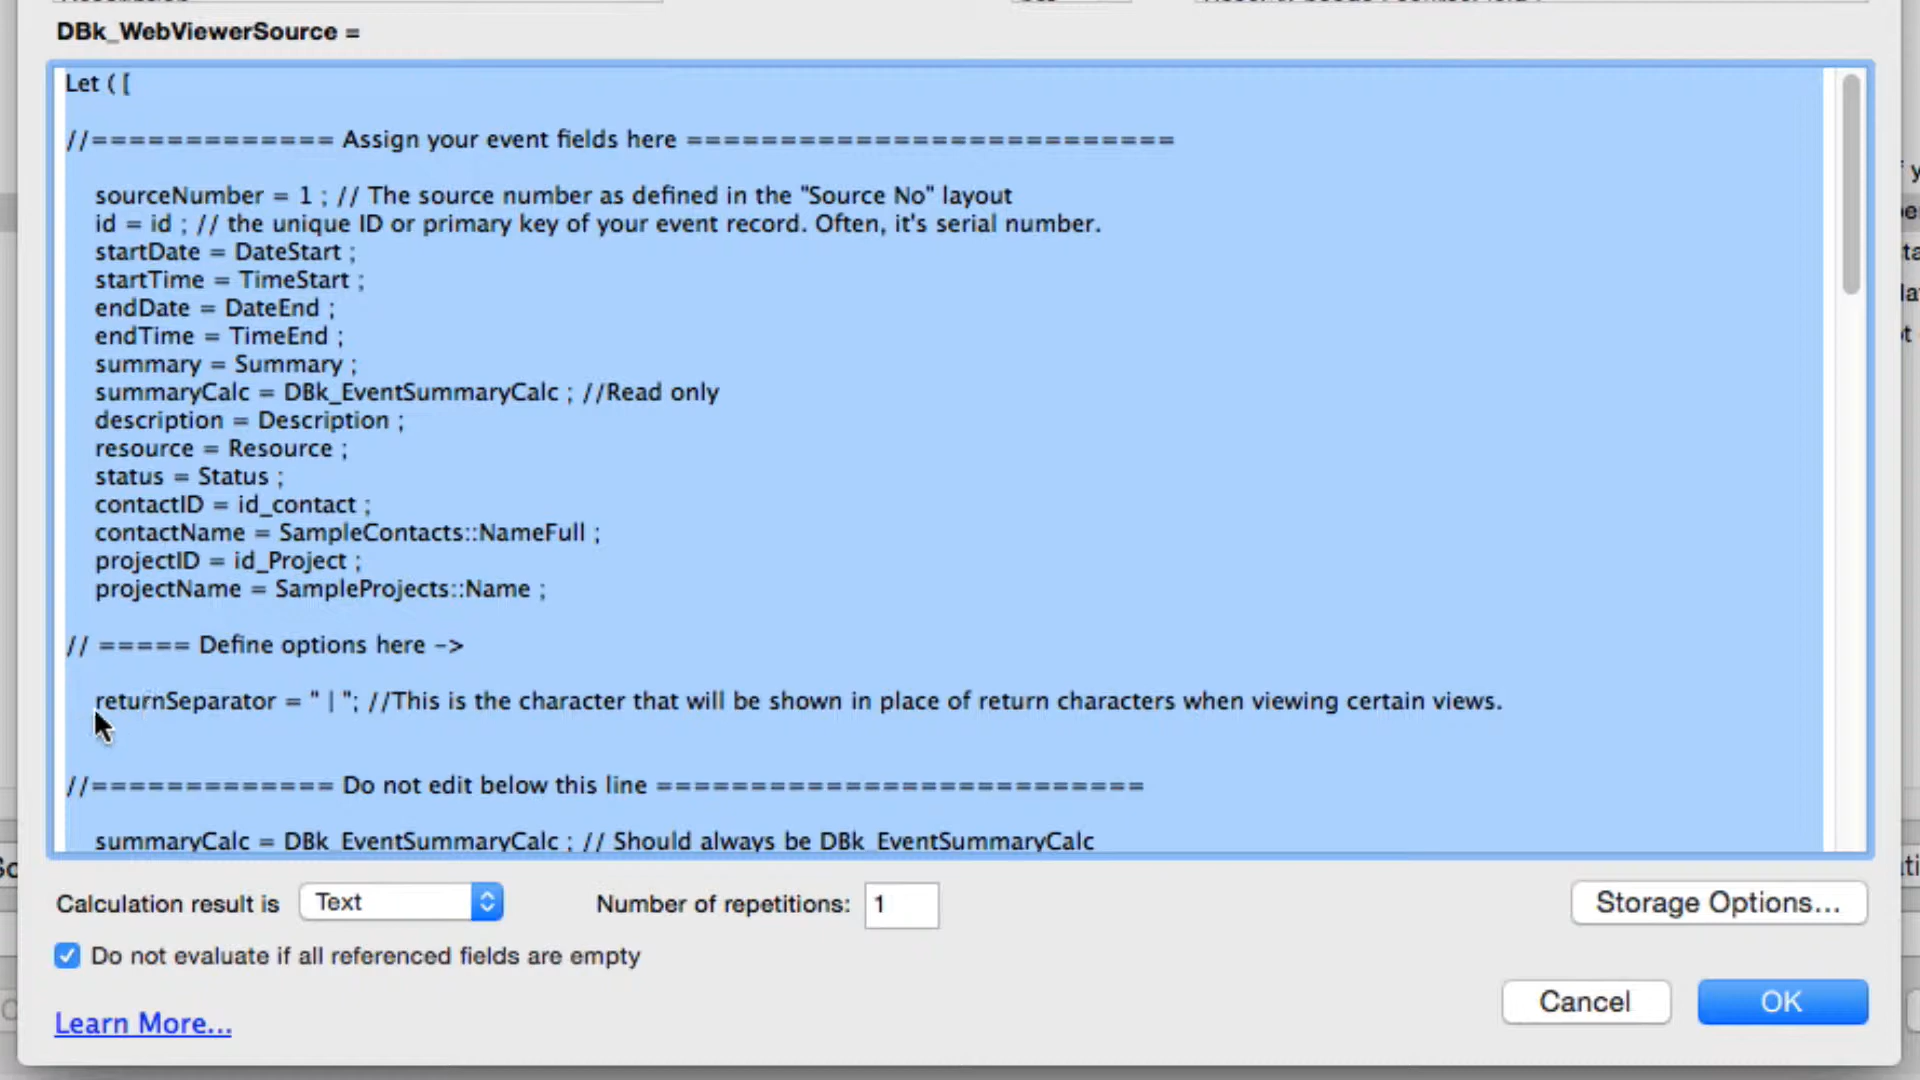 DBk_WebViewerSource =
Let ( [
//============= Assign your event fields here ==========================
sourceNumber = 1 ; // The source number as defined in the "Source No" layout
id = id ; // the unique ID or primary key of your event record. Often, it's serial number.
startDate = DateStart ;
startTime = TimeStart ;
endDate = DateEnd ;
endTime = TimeEnd ;
summary = Summary ;
summaryCalc = DBk_EventSummaryCalc ; //Read only
description = Description ;
resource = Resource ;
status = Status ;
contactID = id_contact ;
contactName = SampleContacts::NameFull ;
projectID = id_Project ;
projectName = SampleProjects::Name ;
// ===== Define options here ->
returnSeparator = " | "; //This is the character that will be shown in place of return characters when viewing certain views.
//============= Do not edit below this line ==========================
summaryCalc = DBk_EventSummaryCalc ; // Should always be DBk_EventSummaryCalc
Calculation result is Text Number of repetitions: 1 Storage Options...
Do not evaluate if all referenced fields are empty
Learn More... Cancel OK